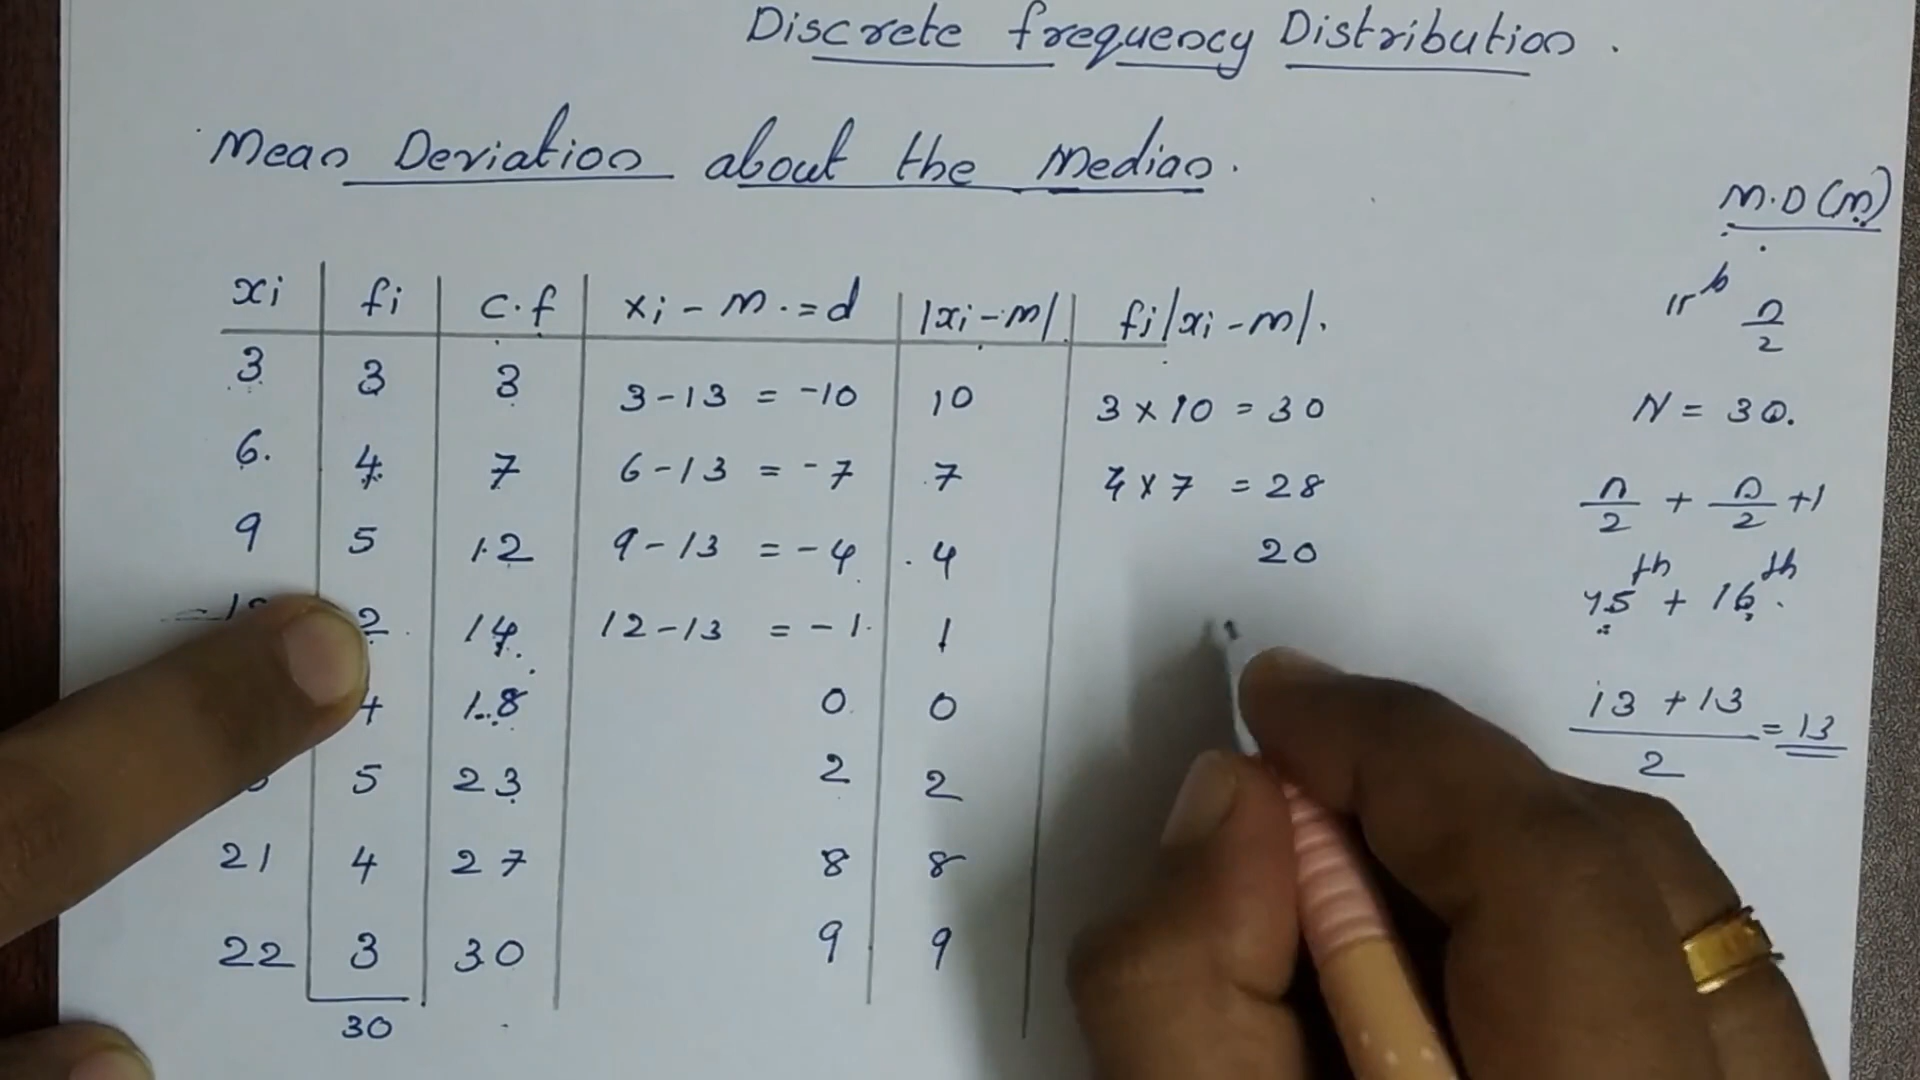 Discrete frequency Distribution.
Mean Deviation about the Median.
M.D(M)
xi fi c.f xi - M. = d |xi - M| fi|xi - M|.
n/2
3 3 3 3-13 = -10 10 3 x 10 = 30
N = 30.
6. 4 7 6-13 = -7 7 4 x 7 = 28
n/2 + n/2 +1
9 5 12 9-13 = -4 4 20
15th + 16th.
2 14 12-13 = -1 1
18 0 0
13 + 13 / 2 = 13
5 23 2 2
21 4 27 8 8
22 3 30 9 9
30